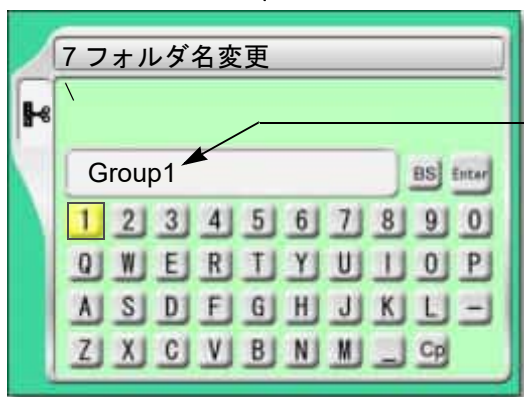 7 フォルダ名変更
\
Group1 BS Enter
1 2 3 4 5 6 7 8 9 0
Q W E R T Y U I O P
A S D F G H J K L -
Z X C V B N M _ Cp